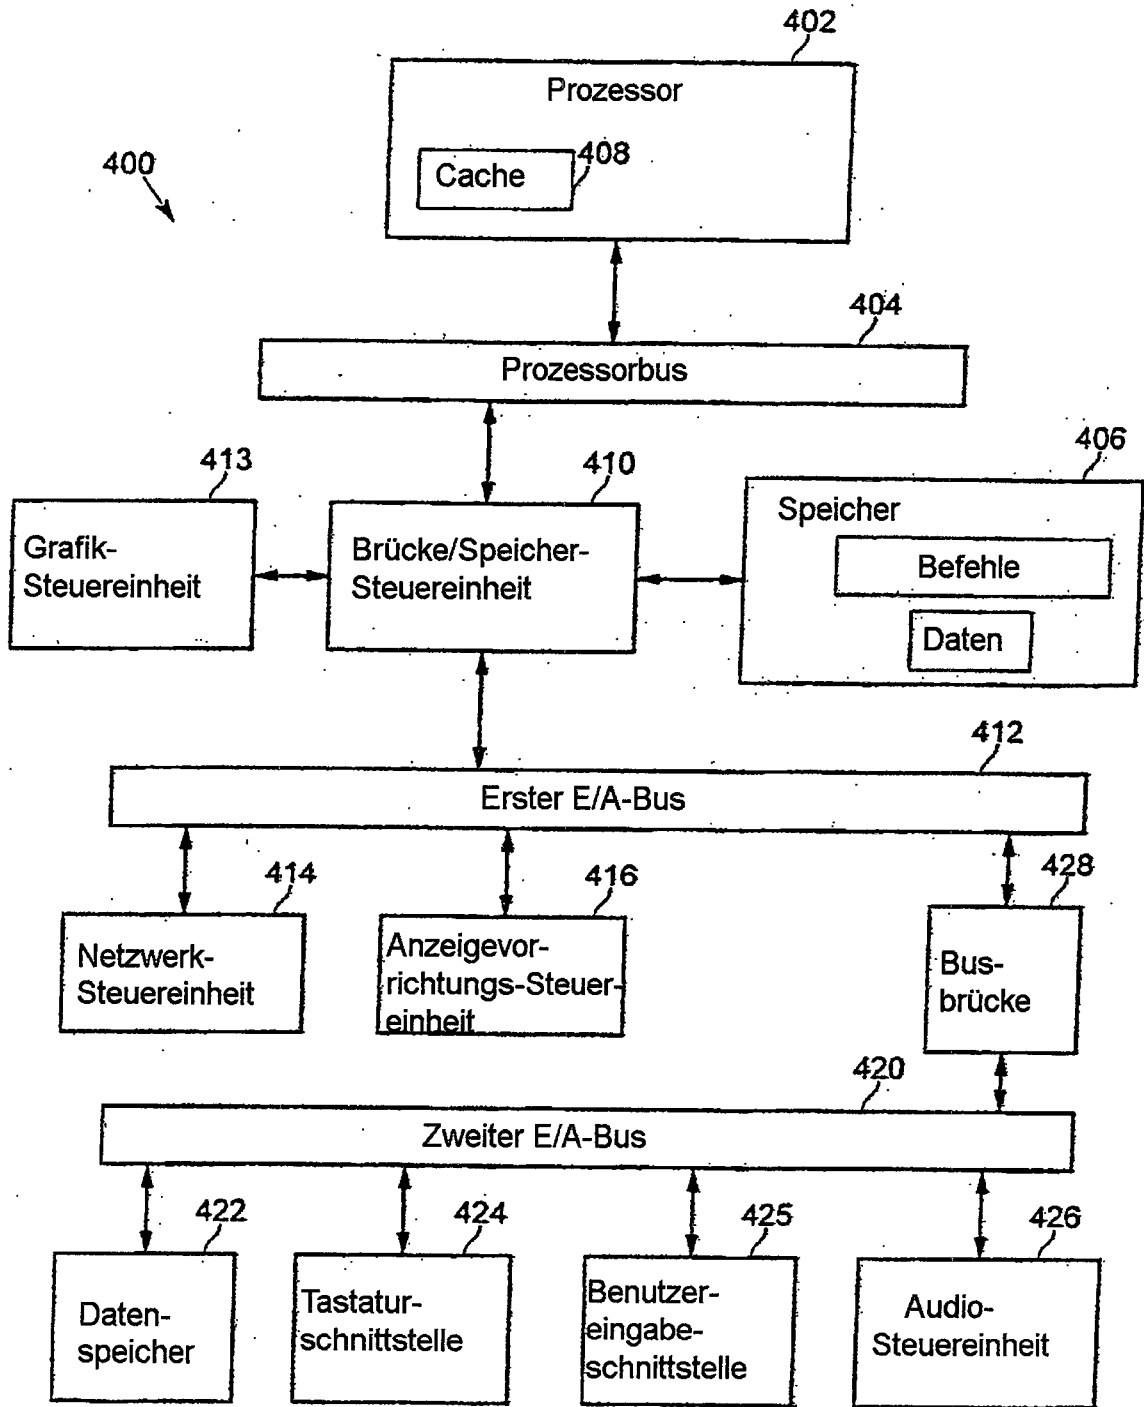 402
Prozessor
408
Cache
400
404
Prozessorbus
413
410
406
Grafik-
Steuereinheit
Brücke/Speicher-
Steuereinheit
Speicher
Befehle
Daten
412
Erster E/A-Bus
414
416
428
Netzwerk-
Steuereinheit
Anzeigevor-
richtungs-Steuer-
einheit
Bus-
brücke
420
Zweiter E/A-Bus
422
424
425
426
Daten-
speicher
Tastatur-
schnittstelle
Benutzer-
eingabe-
schnittstelle
Audio-
Steuereinheit